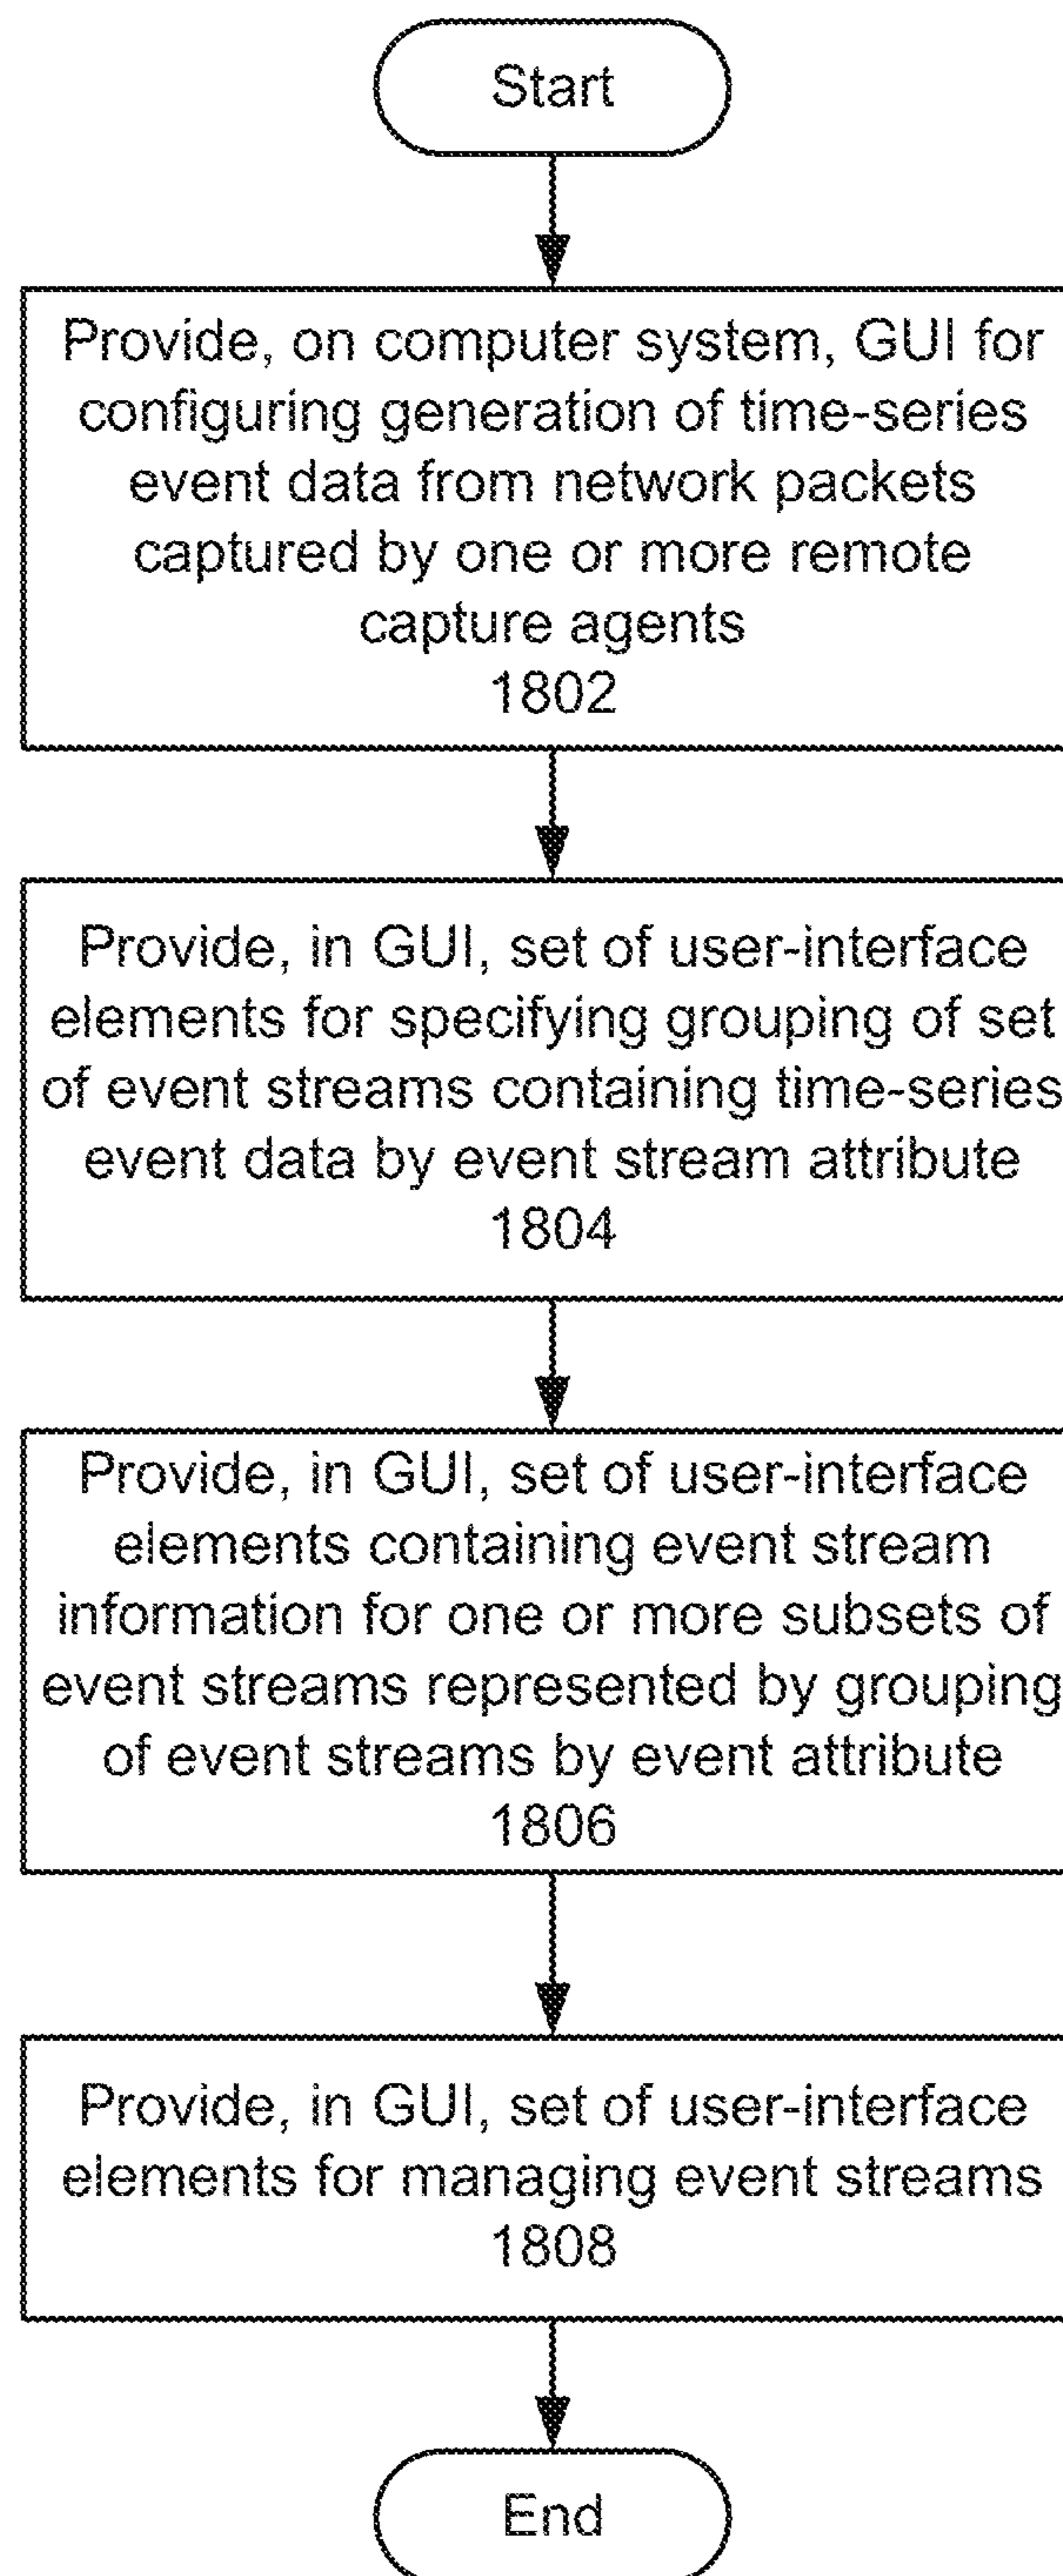 Start
Provide, on computer system, GUI for
configuring generation of time-series
event data from network packets
captured by one or more remote
capture agents
1802
Provide, in GUI, set of user-interface
elements for specifying grouping of set
of event streams containing time-series
event data by event stream attribute
1804
Provide, in GUI, set of user-interface
elements containing event stream
information for one or more subsets of
event streams represented by grouping
of event streams by event attribute
1806
Provide, in GUI, set of user-interface
elements for managing event streams
1808
End